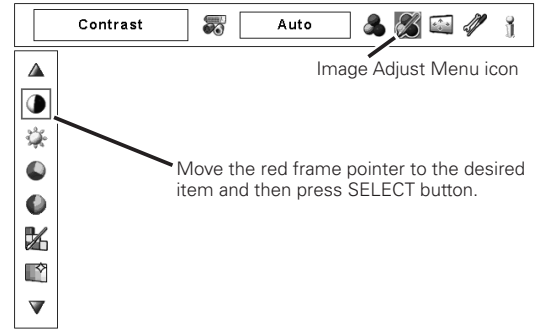 Contrast Auto
Image Adjust Menu icon
Move the red frame pointer to the desired
item and then press SELECT button.